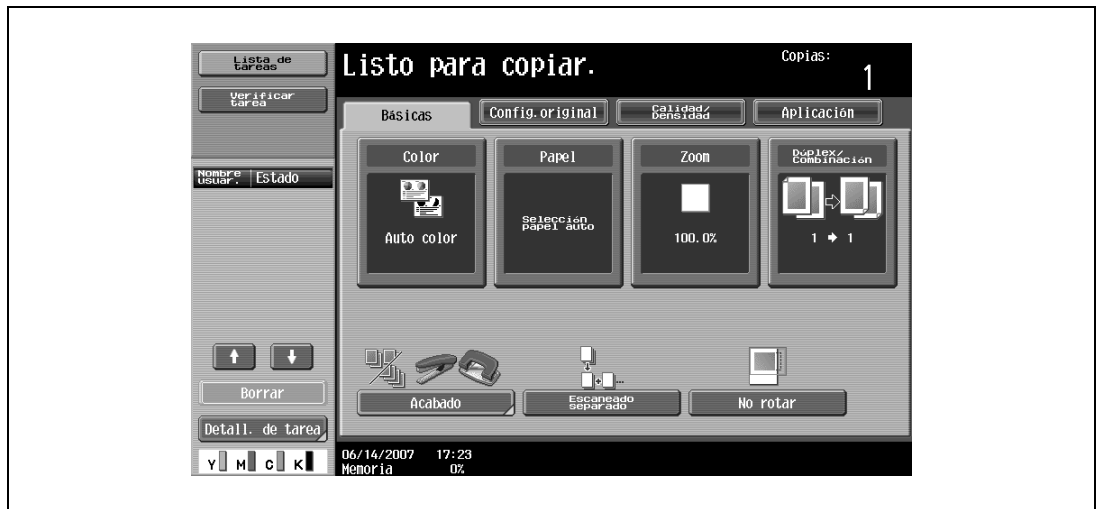 Lista de
tareas
Verificar
tarea
Nombre
usuar.
Estado
Borrar
Detall. de tarea
Y M C K
Listo para copiar.
Copias:
1
Básicas
Config.original
Calidad/
Densidad
Aplicación
Color
Auto color
Papel
Selección
papel auto
Zoom
100.0%
Dúplex/
Combinación
1 🡆 1
Acabado
Escaneado
separado
No rotar
06/14/2007 17:23
Memoria 0%